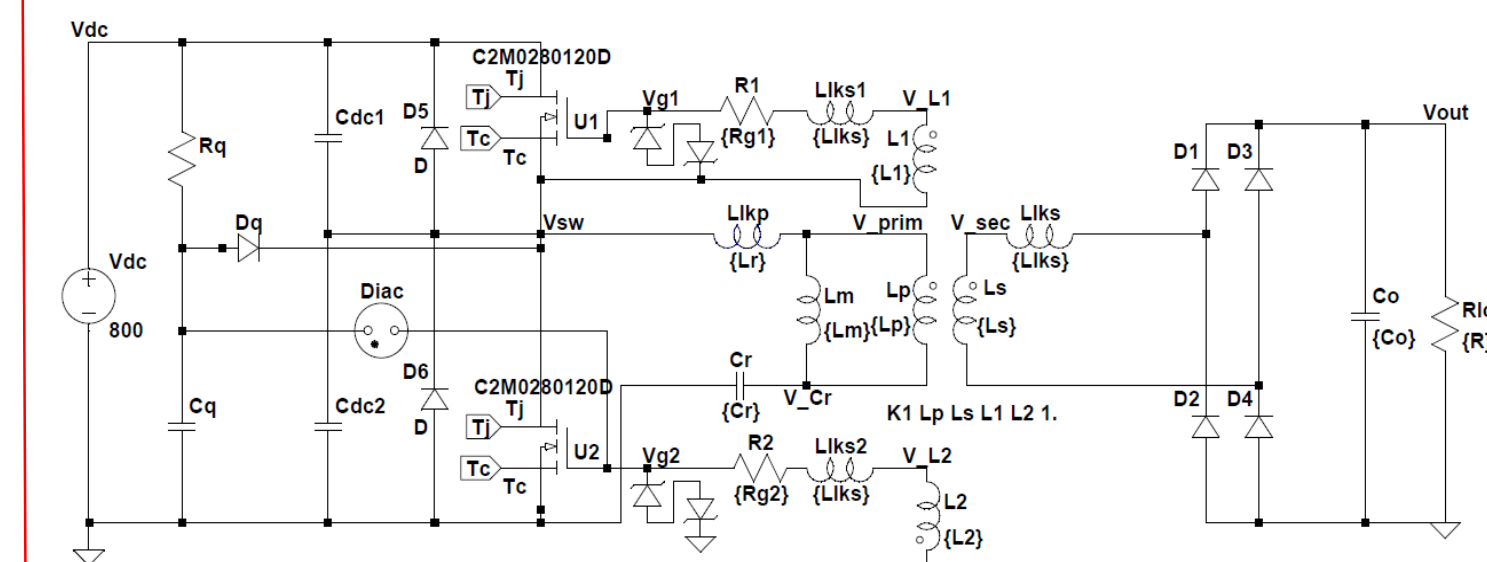 Vdc
C2M0280120D
Tj
Tj
Tc
Tc
U1
Cdc1
D5
D
Rq
Vg1
R1
{Rg1}
Llks1
{Llks}
V_L1
L1
{L1}
Vout
D1
D3
Dq
Vsw
Llkp
{Lr}
V_prim
V_sec
Llks
{Llks}
Vdc
800
Diac
Lm
{Lm}
Lp
{Lp}
Ls
{Ls}
Co
{Co}
{R}
Cr
{Cr}
V_Cr
K1 Lp Ls L1 L2 1.
D6
D
C2M0280120D
Tj
Tj
Tc
Tc
U2
Cq
Cdc2
Vg2
R2
{Rg2}
Llks2
{Llks}
V_L2
L2
{L2}
D2
D4